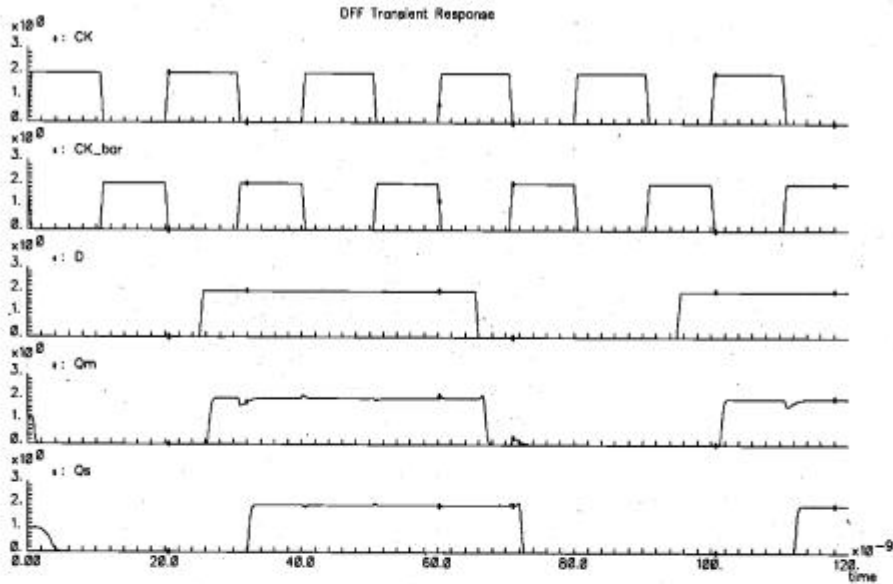 DFF Transient Response
x10⁰ : CK
3.
2.
1.
0.
x10⁰ : CK_bar
3.
2.
1.
0.
x10⁰ : D
3.
2.
1.
0.
x10⁰ : Qm
3.
2.
1.
0.
x10⁰ : Qs
3.
2.
1.
0.
0.00 20.0 40.0 60.0 80.0 100. 120.
x10⁻⁹
time